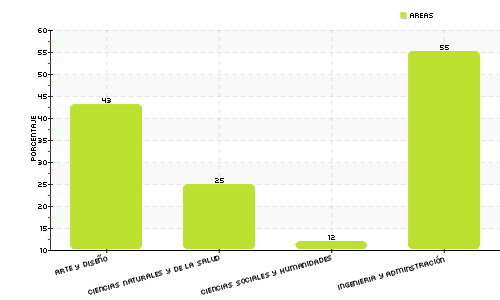 AREAS
PORCENTAJE
60
55
50
45
40
35
30
25
20
15
10
43
25
12
55
ARTE Y DISEÑO
CIENCIAS NATURALES Y DE LA SALUD
CIENCIAS SOCIALES Y HUMANIDADES
INGENIERIA Y ADMINSTRACIÓN